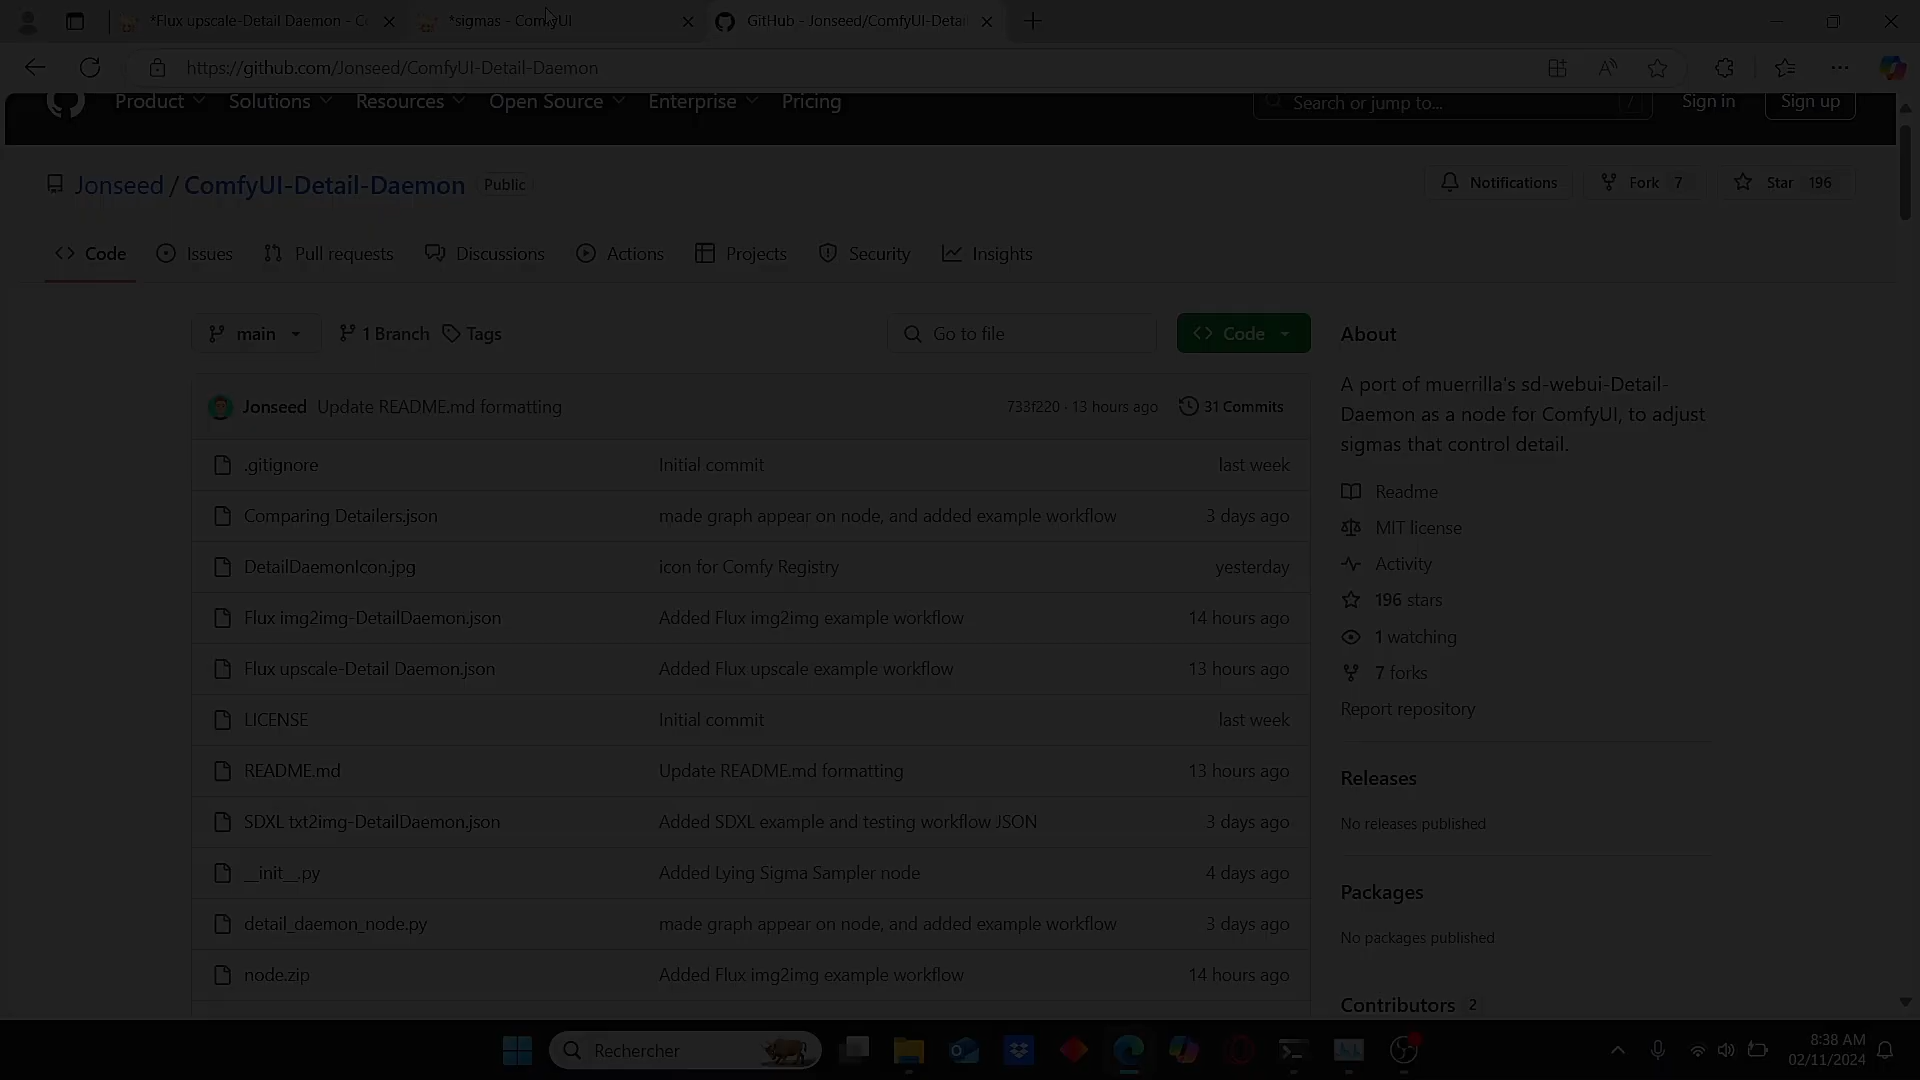 *Flux upscale-Detail Daemon - C
*sigmas - ComfyUI
GitHub - Jonseed/ComfyUI-Detai
https://github.com/Jonseed/ComfyUI-Detail-Daemon
Product
Solutions
Resources
Open Source
Enterprise
Pricing
Search or jump to...
/
Sign in
Sign up
Jonseed / ComfyUI-Detail-Daemon
Public
Notifications
Fork 7
Star 196
Code
Issues
Pull requests
Discussions
Actions
Projects
Security
Insights
main
1 Branch
Tags
Go to file
Code
About
A port of muerrilla's sd-webui-Detail-
Daemon as a node for ComfyUI, to adjust
sigmas that control detail.
Jonseed Update README.md formatting 733f220 · 13 hours ago 31 Commits
.gitignore Initial commit last week
Comparing Detailers.json made graph appear on node, and added example workflow 3 days ago
DetailDaemonIcon.jpg icon for Comfy Registry yesterday
Flux img2img-DetailDaemon.json Added Flux img2img example workflow 14 hours ago
Flux upscale-Detail Daemon.json Added Flux upscale example workflow 13 hours ago
LICENSE Initial commit last week
README.md Update README.md formatting 13 hours ago
SDXL txt2img-DetailDaemon.json Added SDXL example and testing workflow JSON 3 days ago
__init__.py Added Lying Sigma Sampler node 4 days ago
detail_daemon_node.py made graph appear on node, and added example workflow 3 days ago
node.zip Added Flux img2img example workflow 14 hours ago
Readme
MIT license
Activity
196 stars
1 watching
7 forks
Report repository
Releases
No releases published
Packages
No packages published
Contributors 2
Rechercher
8:38 AM
02/11/2024